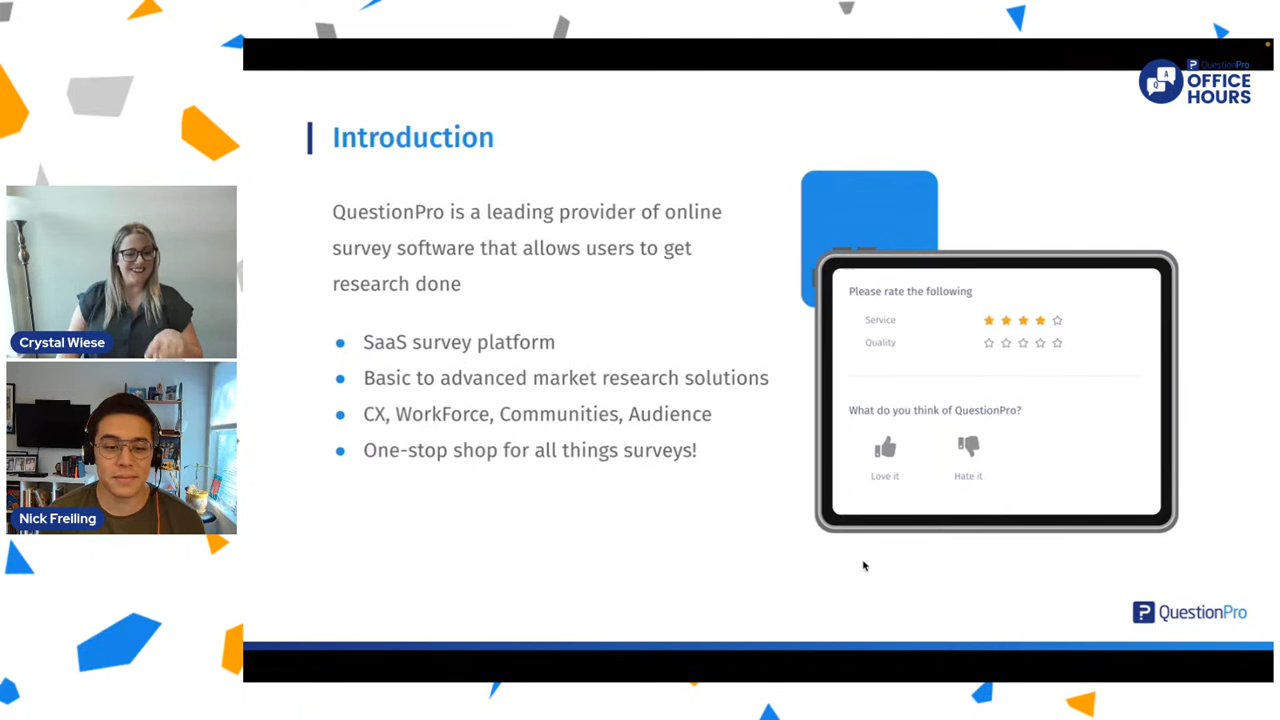 QuestionPro
OFFICE
HOURS
Q
A
Introduction
QuestionPro is a leading provider of online
survey software that allows users to get
research done
SaaS survey platform
Basic to advanced market research solutions
CX, WorkForce, Communities, Audience
One-stop shop for all things surveys!
Please rate the following
Service
Quality
What do you think of QuestionPro?
Love it
Hate it
Crystal Wiese
Nick Freiling
QuestionPro